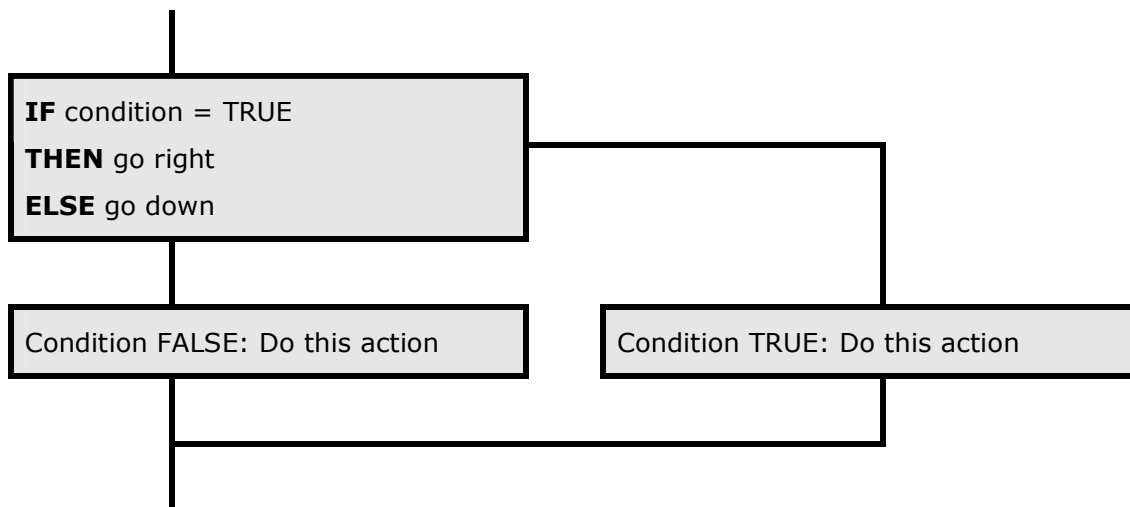 IF condition = TRUE
THEN go right
ELSE go down
Condition FALSE: Do this action
Condition TRUE: Do this action